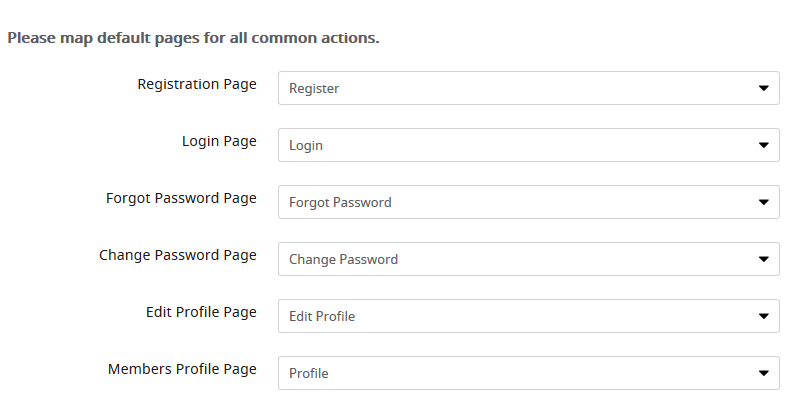 Please map default pages for all common actions.
Registration Page Register
Login Page Login
Forgot Password Page Forgot Password
Change Password Page Change Password
Edit Profile Page Edit Profile
Members Profile Page Profile